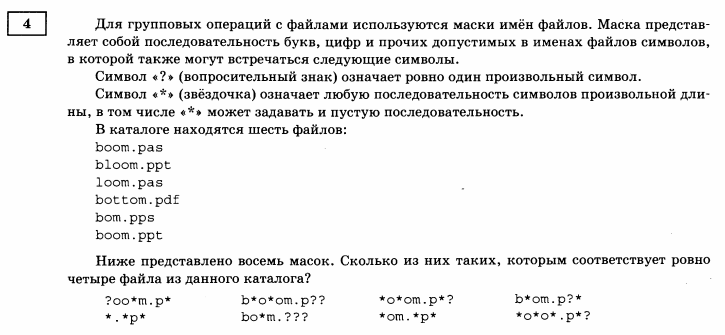 4
Для групповых операций с файлами используются маски имён файлов. Маска представ-
ляет собой последовательность букв, цифр и прочих допустимых в именах файлов символов,
в которой также могут встречаться следующие символы.
Символ «?» (вопросительный знак) означает ровно один произвольный символ.
Символ «*» (звёздочка) означает любую последовательность символов произвольной дли-
ны, в том числе «*» может задавать и пустую последовательность.
В каталоге находятся шесть файлов:
boom.pas
bloom.ppt
loom.pas
bottom.pdf
bom.pps
boom.ppt
Ниже представлено восемь масок. Сколько из них таких, которым соответствует ровно
четыре файла из данного каталога?
?oo*m.p* b*o*om.p?? *o*om.p*? b*om.p?*
*.*p* bo*m.??? *om.*p* *o*o*.p*?